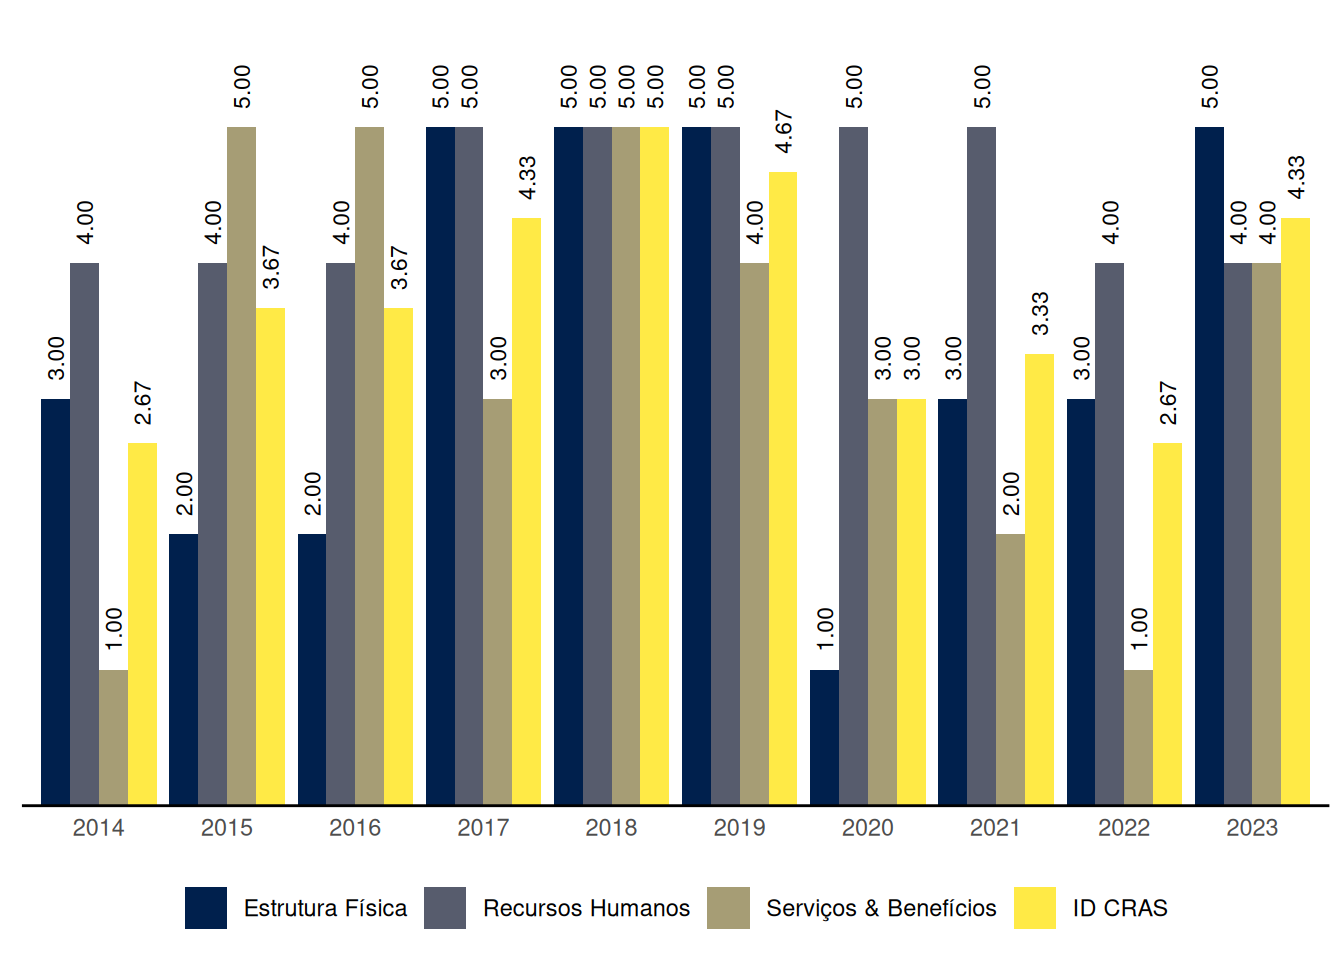 3.00 4.00 1.00 2.67
2.00 4.00 5.00 3.67
2.00 4.00 5.00 3.67
5.00 5.00 3.00 4.33
5.00 5.00 5.00 5.00
5.00 5.00 4.00 4.67
1.00 5.00 3.00 3.00
3.00 5.00 2.00 3.33
3.00 4.00 1.00 2.67
5.00 4.00 4.00 4.33
2014 2015 2016 2017 2018 2019 2020 2021 2022 2023
Estrutura Física Recursos Humanos Serviços & Benefícios ID CRAS